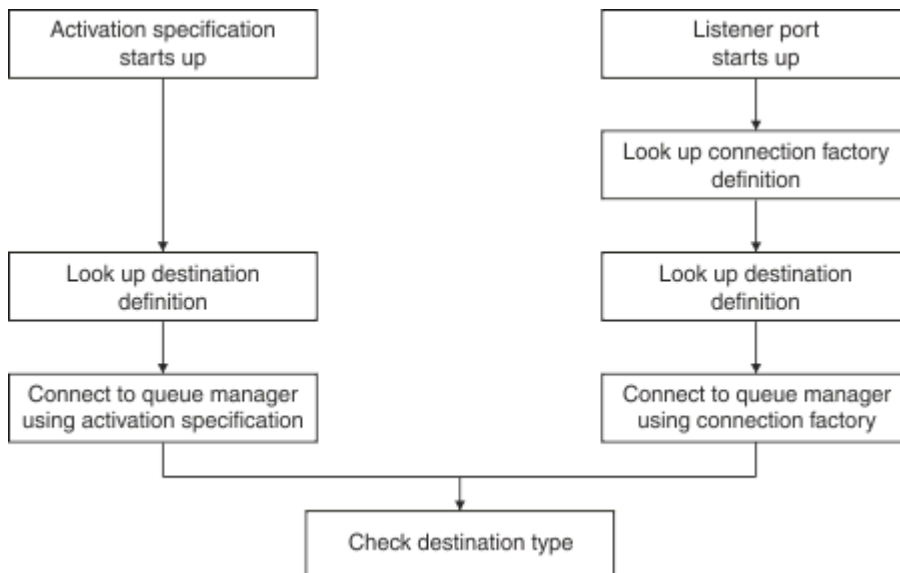 Activation specification
starts up
Listener port
starts up
Look up connection factory
definition
Look up destination
definition
Look up destination
definition
Connect to queue manager
using activation specification
Connect to queue manager
using connection factory
Check destination type